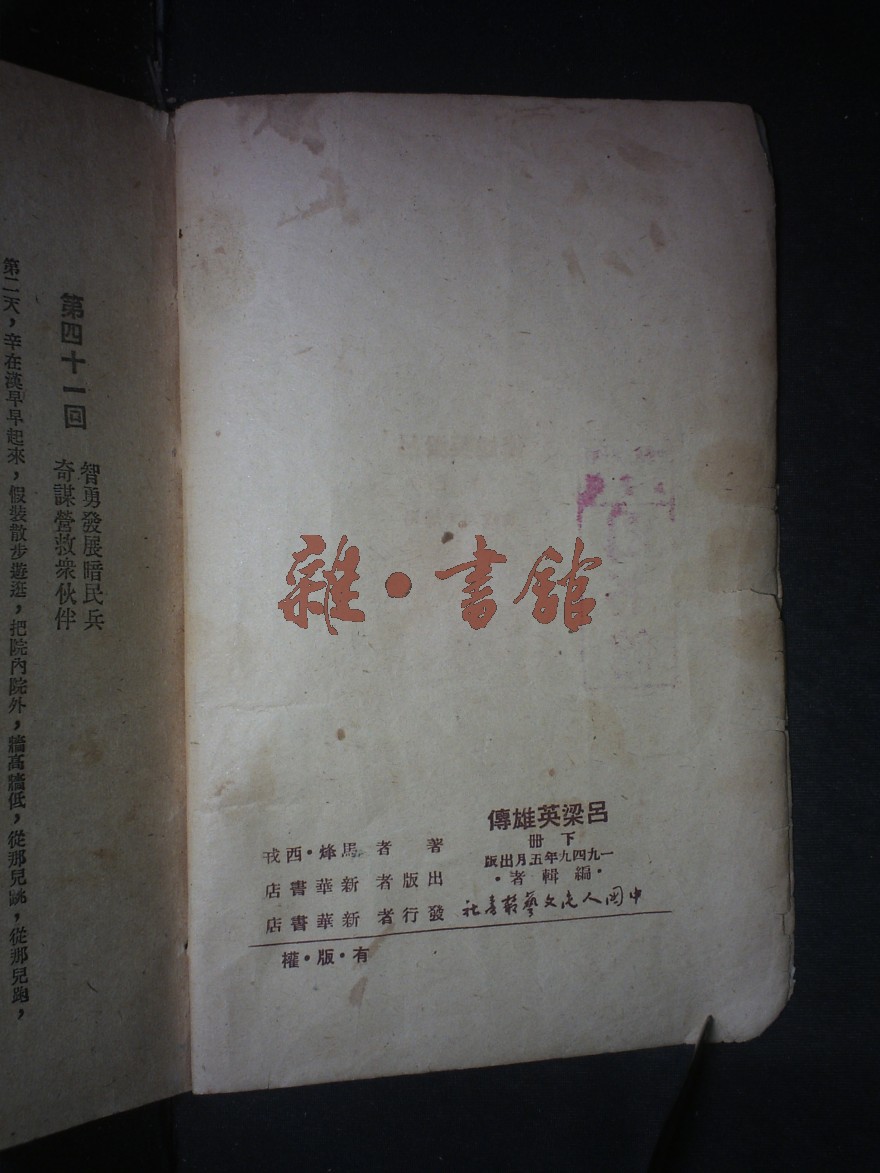 雜·書館
呂梁英雄傳
下册
一九四九年五月出版
·編輯者·
中國人民文藝叢書社
著者 馬烽·西戎
出版者 新華書店
發行者 新華書店
有·版·權
第四十一回
智勇發展暗民兵
奇謀營救衆伙伴
第二天，辛在漢早早起來，假裝散步遊逛，把院內院外，牆高牆低，從那兒跳，從那兒跑，